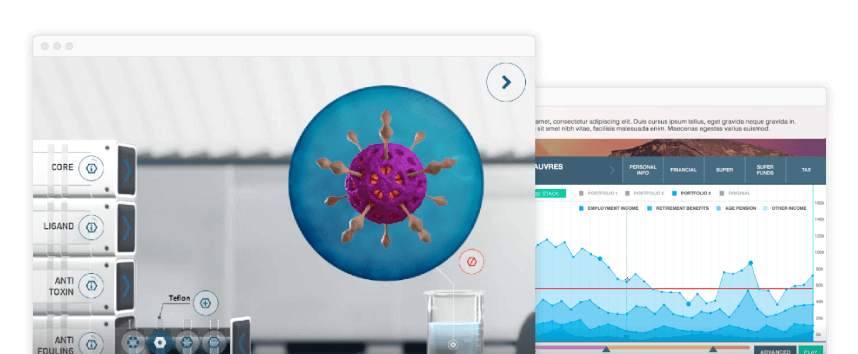 CORE
LIGAND
ANTI
TOXIN
ANTI
FOULING
Teflon
amet, consectetur adipiscing elit. Duis cursus ipsum tellus, eget gravida neque gravida in.
sit amet nibh vitae, facilisis malesuada enim. Maecenas egestas varius euismod.
AUVRES
PERSONAL
INFO
FINANCIAL
SUPER
SUPER
FUNDS
TAX
STACK
PORTFOLIO 1
PORTFOLIO 2
PORTFOLIO 3
ORIGINAL
EMPLOYMENT INCOME
RETIREMENT BENEFITS
AGE PENSION
OTHER INCOME
ADVANCED
PLAY